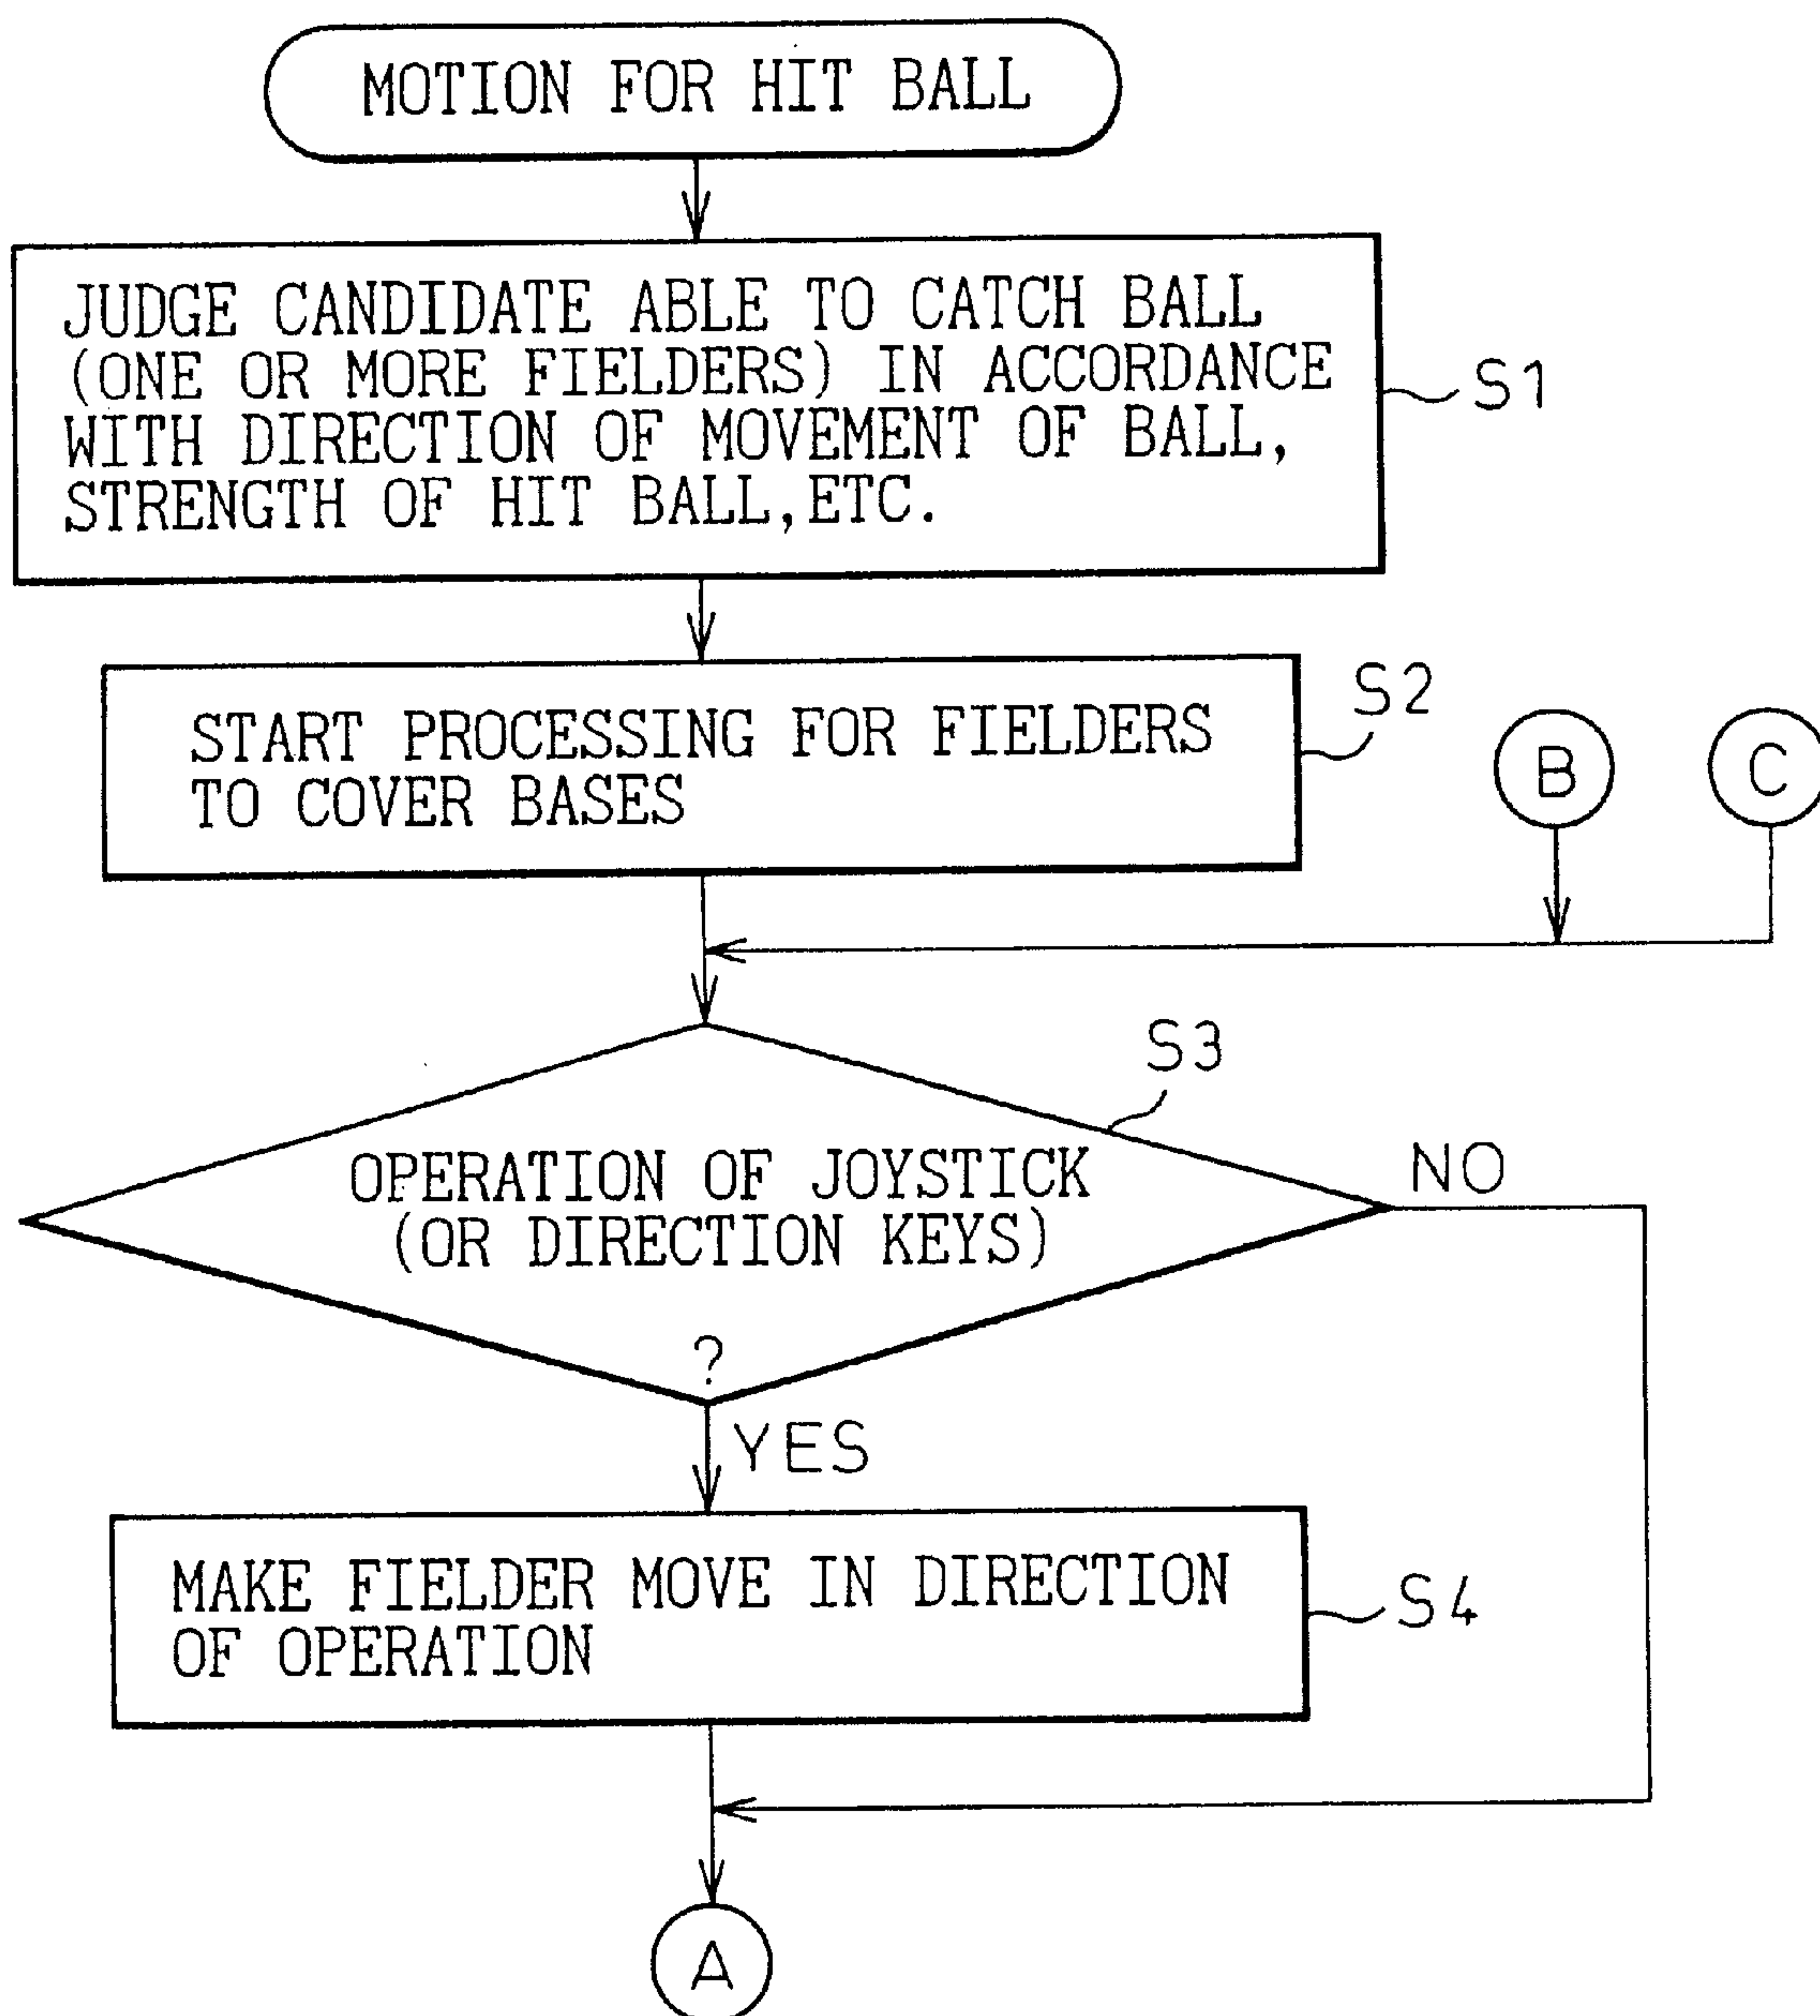 MOTION FOR HIT BALL
JUDGE CANDIDATE ABLE TO CATCH BALL
(ONE OR MORE FIELDERS) IN ACCORDANCE
WITH DIRECTION OF MOVEMENT OF BALL,
STRENGTH OF HIT BALL,ETC.
S1
START PROCESSING FOR FIELDERS
TO COVER BASES
S2
B
C
S3
OPERATION OF JOYSTICK
(OR DIRECTION KEYS)
?
NO
YES
MAKE FIELDER MOVE IN DIRECTION
OF OPERATION
S4
A